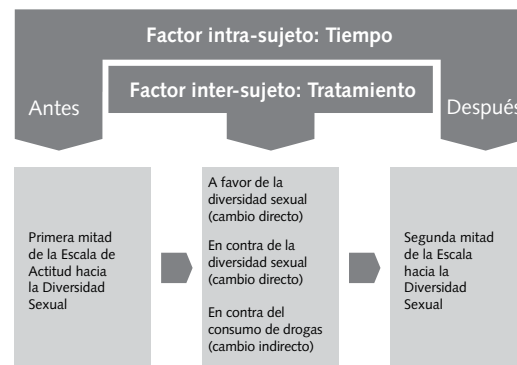 Factor intra-sujeto: Tiempo
Factor inter-sujeto: Tratamiento
Antes
Después
Primera mitad
de la Escala de
Actitud hacia
la Diversidad
Sexual
A favor de la
diversidad sexual
(cambio directo)
En contra de la
diversidad sexual
(cambio directo)
En contra del
consumo de drogas
(cambio indirecto)
Segunda mitad
de la Escala
hacia la
Diversidad
Sexual